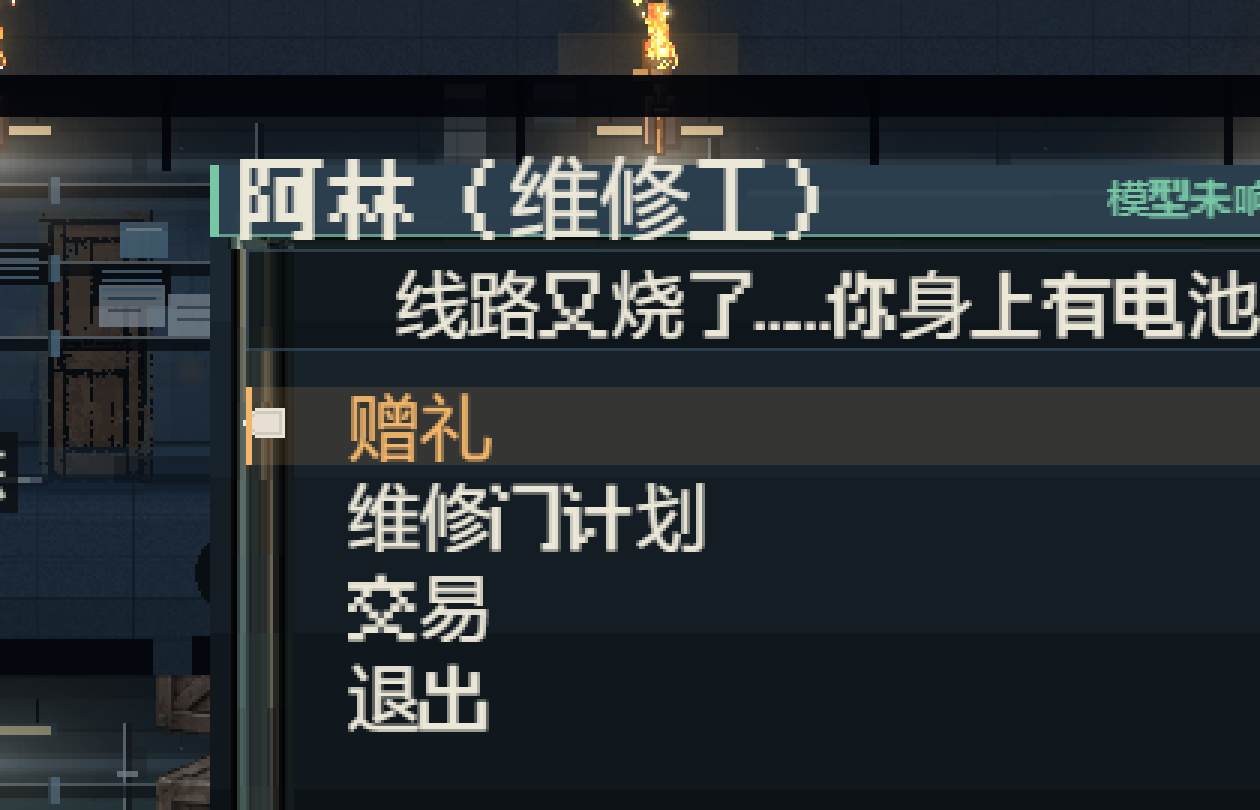 阿林（维修工）
模型未响
线路又烧了……你身上有电池
赠礼
维修门计划
交易
退出